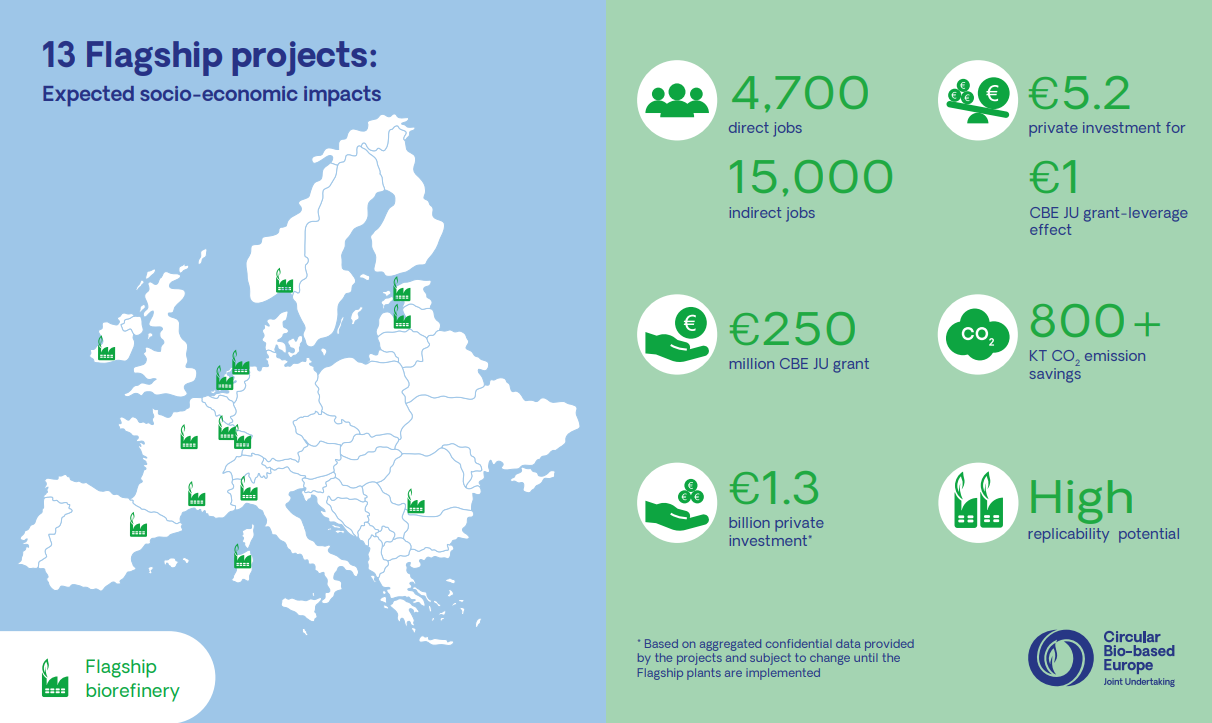 13 Flagship projects:
Expected socio-economic impacts
Flagship
biorefinery
4,700
direct jobs
15,000
indirect jobs
€
€
€
€
€5.2
private investment for
€1
CBE JU grant-leverage
effect
€
€250
million CBE JU grant
CO₂
800+
KT CO₂ emission
savings
€
€
€
€1.3
billion private
investment*
High
replicability potential
* Based on aggregated confidential data provided
by the projects and subject to change until the
Flagship plants are implemented
Circular
Bio-based
Europe
Joint Undertaking